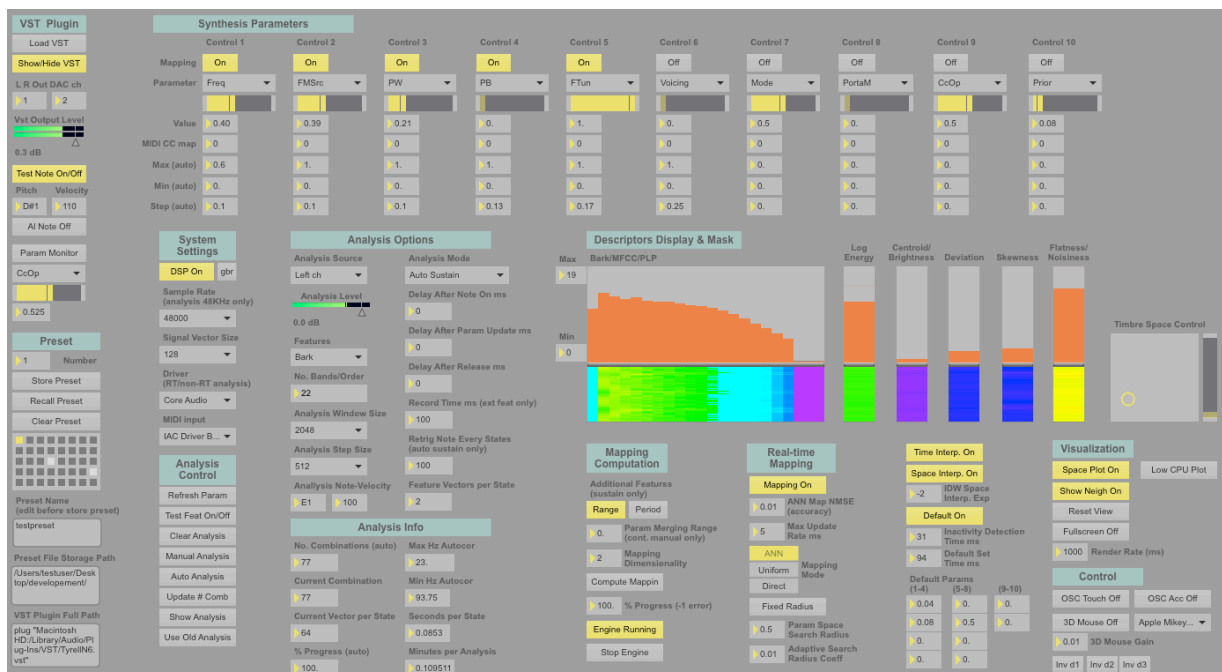 VST Plugin
Load VST
Show/Hide VST
L R Out DAC ch
1 2
Vst Output Level
0.3 dB
Test Note On/Off
Pitch Velocity
D#1 110
AI Note Off
Param Monitor
CcOp
0.525
Preset
1 Number
Store Preset
Recall Preset
Clear Preset
Preset Name
(edit before store preset)
testpreset
Preset File Storage Path
/Users/testuser/Desk
top/developement/
VST Plugin Full Path
plug "Macintosh
HD:/Library/Audio/Pl
ug-Ins/VST/TyrellN6.
vst"
Synthesis Parameters
Control 1 Control 2 Control 3 Control 4 Control 5 Control 6 Control 7 Control 8 Control 9 Control 10
Mapping On On On On On Off Off Off Off Off
Parameter Freq FMSrc PW PB FTun Voicing Mode PortaM CcOp Prior
Value 0.40 0.39 0.21 0. 1. 0. 0.5 0. 0.5 0.08
MIDI CC map 0 0 0 0 0 0 0 0 0 0
Max (auto) 0.6 1. 1. 1. 1. 1. 0. 0. 0. 0.
Min (auto) 0. 0. 0. 0. 0. 0. 0. 0. 0. 0.
Step (auto) 0.1 0.1 0.1 0.13 0.17 0.25 0. 0. 0. 0.
System
Settings
DSP On gbr
Sample Rate
(analysis 48KHz only)
48000
Signal Vector Size
128
Driver
(RT/non-RT analysis)
Core Audio
MIDI input
IAC Driver B...
Analysis
Control
Refresh Param
Test Feat On/Off
Clear Analysis
Manual Analysis
Auto Analysis
Update # Comb
Show Analysis
Use Old Analysis
Analysis Options
Analysis Source
Left ch
Analysis Level
0.0 dB
Features
Bark
No. Bands/Order
22
Analysis Window Size
2048
Analysis Step Size
512
Analysis Note-Velocity
E1 100
Analysis Mode
Auto Sustain
Delay After Note On ms
0
Delay After Param Update ms
0
Delay After Release ms
0
Record Time ms (ext feat only)
100
Retrig Note Every States
(auto sustain only)
100
Feature Vectors per State
2
Analysis Info
No. Combinations (auto)
77
Current Combination
77
Current Vector per State
64
% Progress (auto)
100.
Max Hz Autocor
23.
Min Hz Autocor
93.75
Seconds per State
0.0853
Minutes per Analysis
0.109511
Descriptors Display & Mask
Max Bark/MFCC/PLP
19
Min
0
Log
Energy
Centroid/
Brightness
Deviation
Skewness
Flatness/
Noisiness
Timbre Space Control
Mapping
Computation
Additional Featurss
(sustain only)
Range Period
0. Param Merging Range
(cont. manual only)
2 Mapping
Dimensionality
Compute Mappin
100. % Progress (-1 error)
Engine Running
Stop Engine
Real-time
Mapping
Mapping On
0.01 ANN Map NMSE
(accuracy)
5 Max Update
Rate ms
ANN
Uniform
Direct
Mapping
Mode
Fixed Radius
0.5 Param Space
Search Radius
0.01 Adaptive Search
Radius Coeff
Time Interp. On
Space Interp. On
-2 IDW Space
Interp. Exp
Default On
31 Inactivity Detection
Time ms
94 Default Set
Time ms
Default Params
(1-4) (5-8) (9-10)
0.04 0. 0.
0.08 0.5 0.
0. 0.
0. 0.
Visualization
Space Plot On Low CPU Plot
Show Neigh On
Reset View
Fullscreen Off
1000 Render Rate (ms)
Control
OSC Touch Off OSC Acc Off
3D Mouse Off Apple Mikey...
0.01 3D Mouse Gain
Inv d1 Inv d2 Inv d3